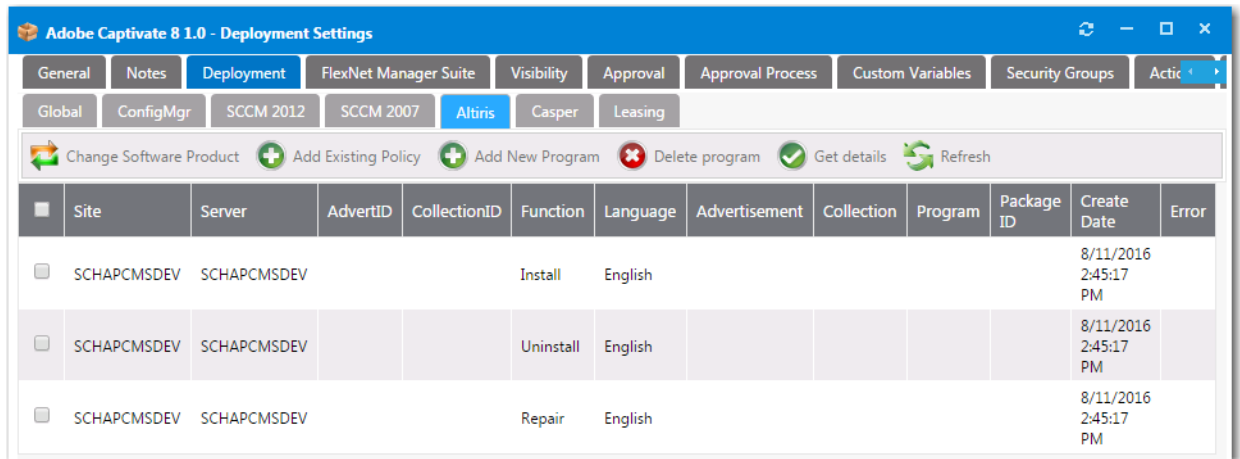 Adobe Captivate 8 1.0 - Deployment Settings
General Notes Deployment FlexNet Manager Suite Visibility Approval Approval Process Custom Variables Security Groups Actio
Global ConfigMgr SCCM 2012 SCCM 2007 Altiris Casper Leasing
Change Software Product Add Existing Policy Add New Program Delete program Get details Refresh
Site Server AdvertID CollectionID Function Language Advertisement Collection Program Package ID Create Date Error
SCHAPCMSDEV SCHAPCMSDEV Install English 8/11/2016 2:45:17 PM
SCHAPCMSDEV SCHAPCMSDEV Uninstall English 8/11/2016 2:45:17 PM
SCHAPCMSDEV SCHAPCMSDEV Repair English 8/11/2016 2:45:17 PM